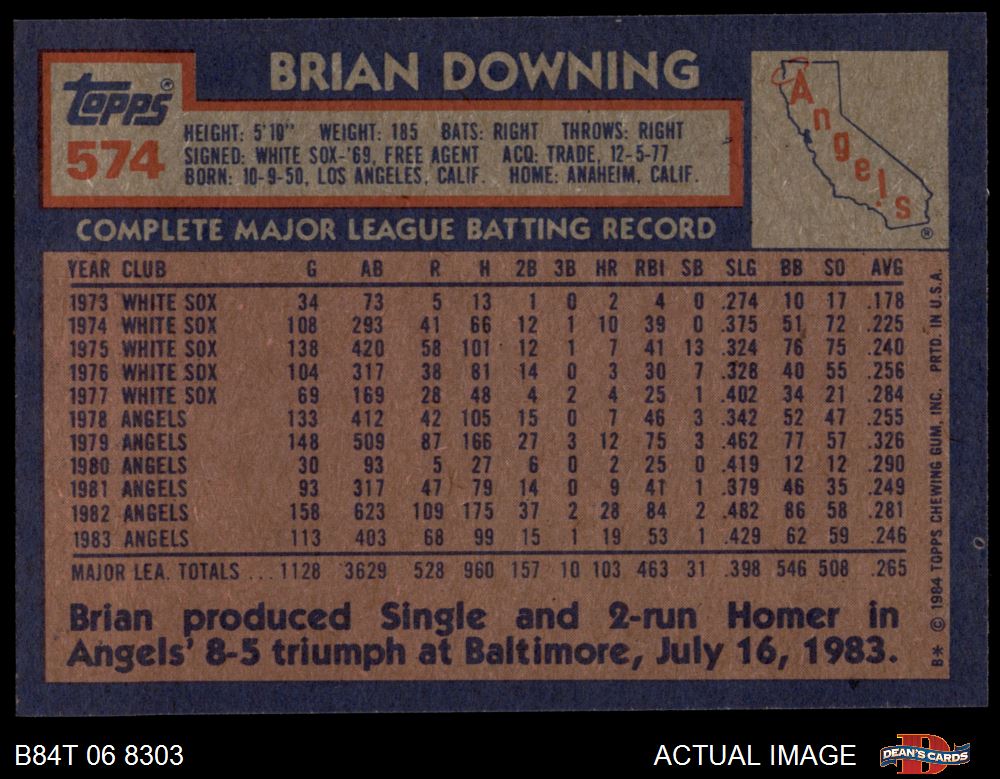 BRIAN DOWNING
Topps®
574
HEIGHT: 5'10" WEIGHT: 185 BATS: RIGHT THROWS: RIGHT
SIGNED: WHITE SOX-'69, FREE AGENT ACQ: TRADE, 12-5-77
BORN: 10-9-50, LOS ANGELES, CALIF. HOME: ANAHEIM, CALIF.
Angels
®
COMPLETE MAJOR LEAGUE BATTING RECORD
YEAR CLUB G AB R H 2B 3B HR RBI SB SLG BB SO AVG
1973 WHITE SOX 34 73 5 13 1 0 2 4 0 .274 10 17 .178
1974 WHITE SOX 108 293 41 66 12 1 10 39 0 .375 51 72 .225
1975 WHITE SOX 138 420 58 101 12 1 7 41 13 .324 76 75 .240
1976 WHITE SOX 104 317 38 81 14 0 3 30 7 .328 40 55 .256
1977 WHITE SOX 69 169 28 48 4 2 4 25 1 .402 34 21 .284
1978 ANGELS 133 412 42 105 15 0 7 46 3 .342 52 47 .255
1979 ANGELS 148 509 87 166 27 3 12 75 3 .462 77 57 .326
1980 ANGELS 30 93 5 27 6 0 2 25 0 .419 12 12 .290
1981 ANGELS 93 317 47 79 14 0 9 41 1 .379 46 35 .249
1982 ANGELS 158 623 109 175 37 2 28 84 2 .482 86 58 .281
1983 ANGELS 113 403 68 99 15 1 19 53 1 .429 62 59 .246
MAJOR LEA. TOTALS ... 1128 3629 528 960 157 10 103 463 31 .398 546 508 .265
Brian produced Single and 2-run Homer in
Angels' 8-5 triumph at Baltimore, July 16, 1983.
B* © 1984 TOPPS CHEWING GUM, INC. PRTD. IN U.S.A.
B84T 06 8303
ACTUAL IMAGE
DEAN'S CARDS